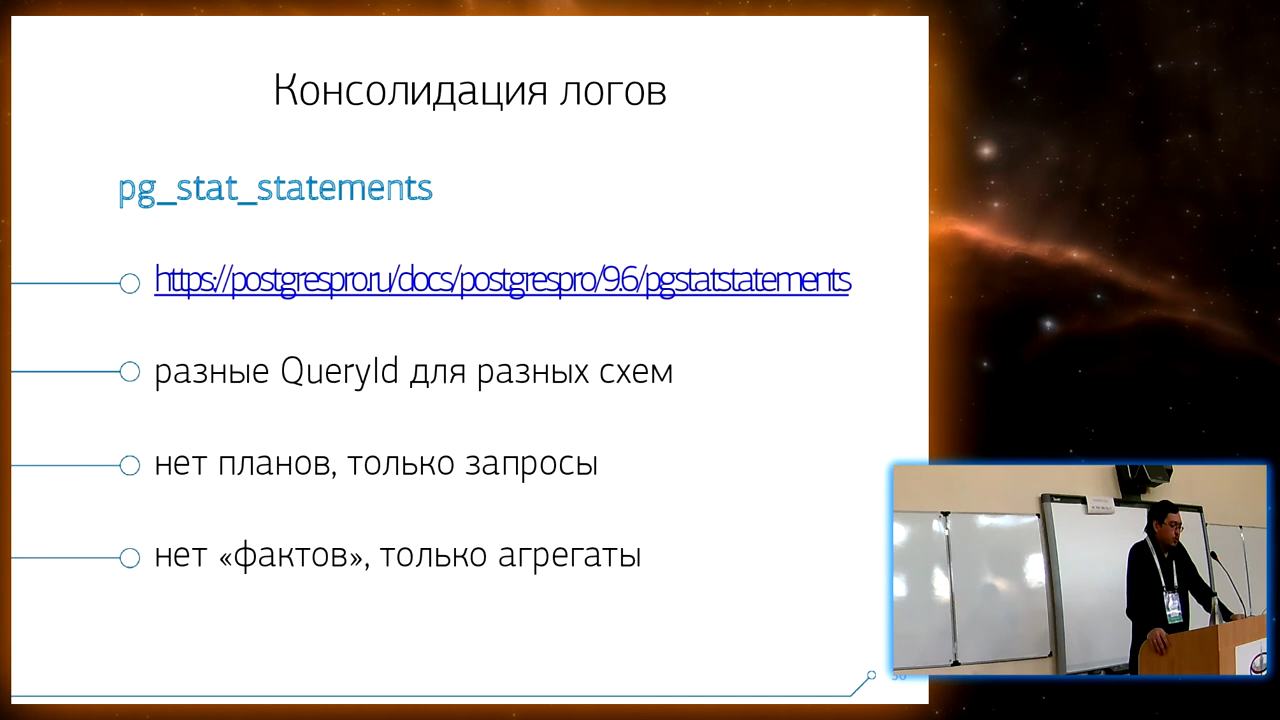 Консолидация логов
pg_stat_statements
https://postgrespro.ru/docs/postgrespro/9.6/pgstatstatements
разные QueryId для разных схем
нет планов, только запросы
нет «фактов», только агрегаты